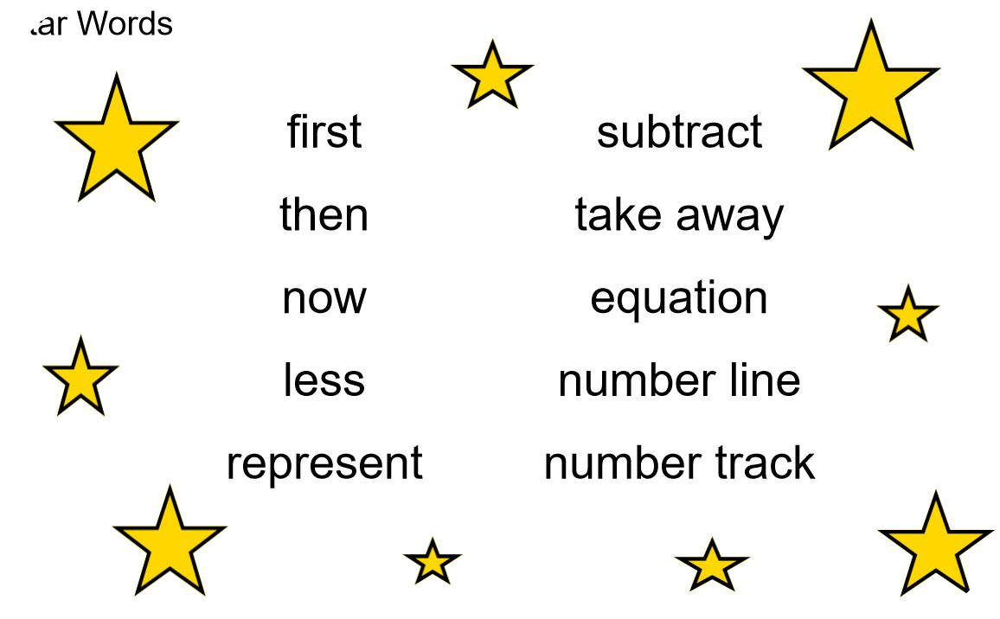 ar Words
first
then
now
less
represent
subtract
take away
equation
number line
number track